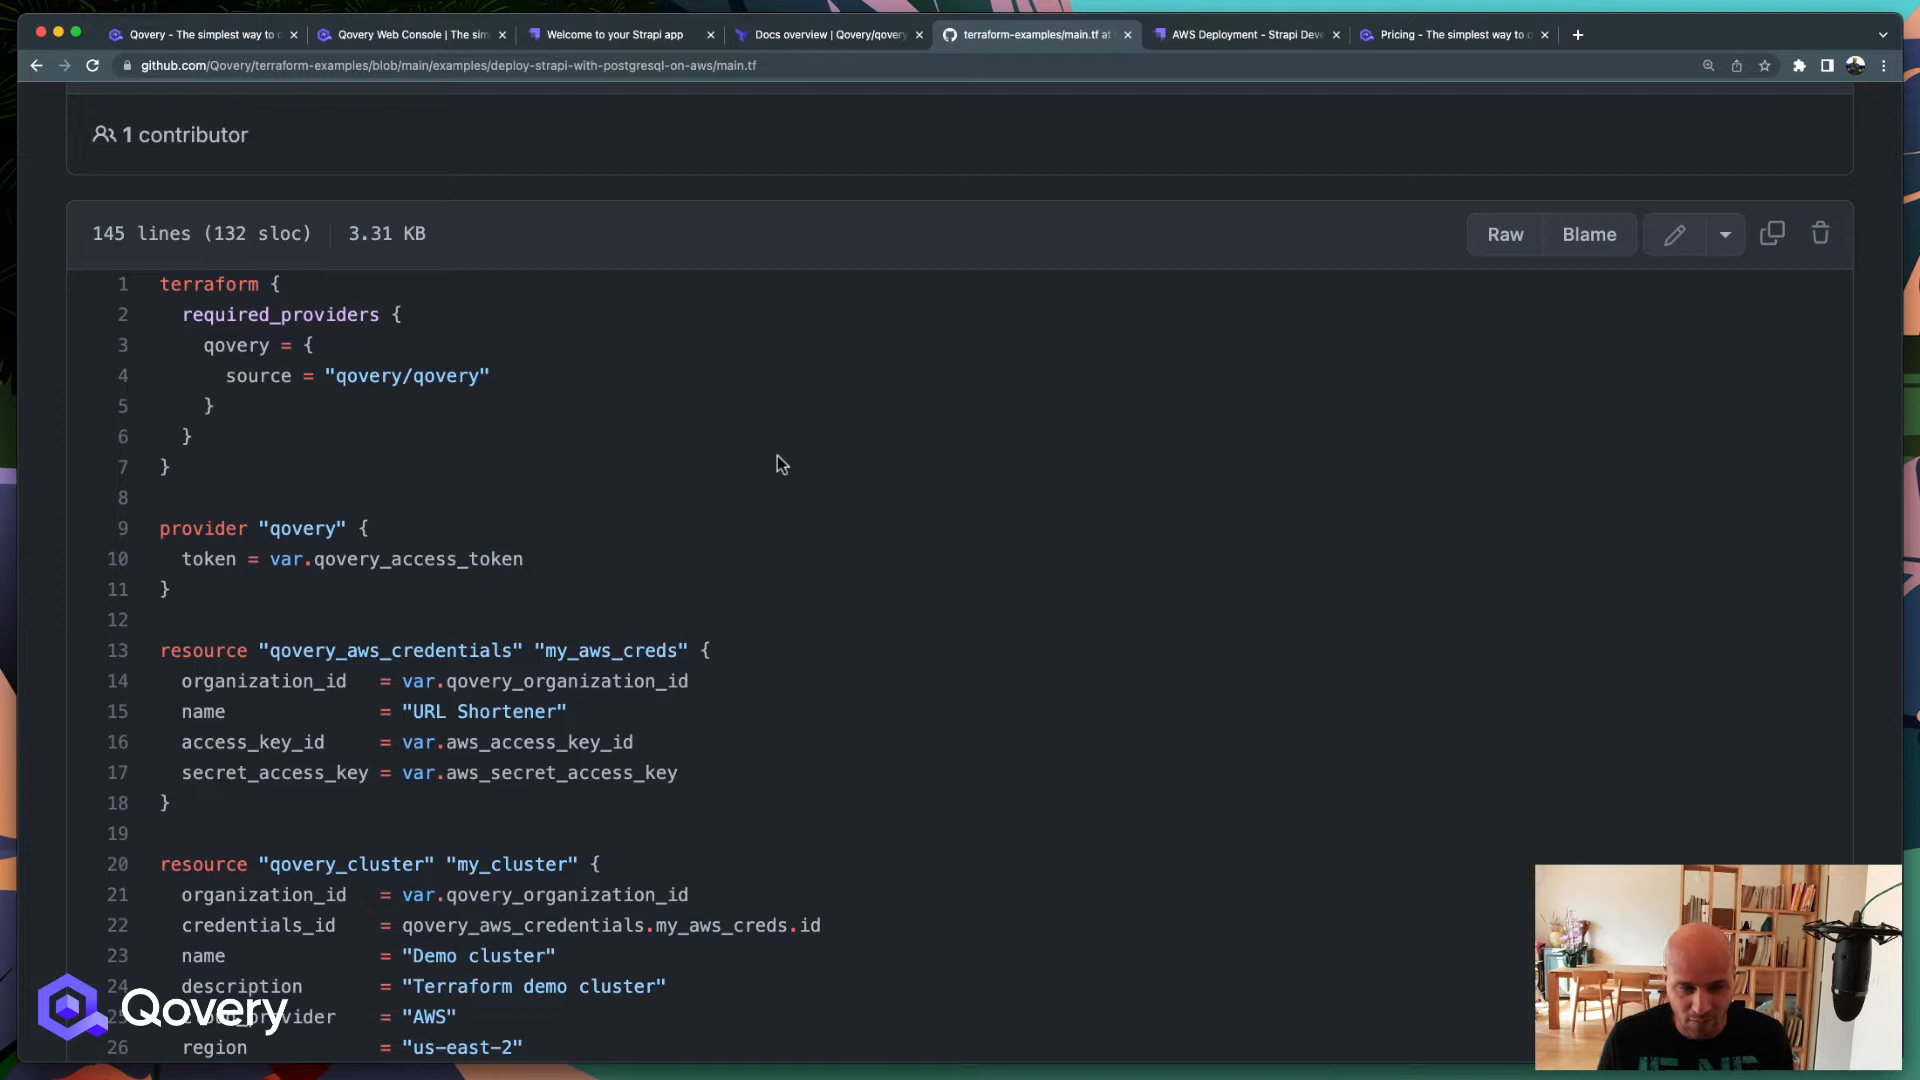 Qovery - The simplest way to c
Qovery Web Console | The sim
Welcome to your Strapi app
Docs overview | Qovery/qovery
terraform-examples/main.tf at
AWS Deployment - Strapi Deve
Pricing - The simplest way to c
github.com/Qovery/terraform-examples/blob/main/examples/deploy-strapi-with-postgresql-on-aws/main.tf
1 contributor
145 lines (132 sloc) 3.31 KB
Raw Blame
1 terraform {
2 required_providers {
3 qovery = {
4 source = "qovery/qovery"
5 }
6 }
7 }
8
9 provider "qovery" {
10 token = var.qovery_access_token
11 }
12
13 resource "qovery_aws_credentials" "my_aws_creds" {
14 organization_id = var.qovery_organization_id
15 name = "URL Shortener"
16 access_key_id = var.aws_access_key_id
17 secret_access_key = var.aws_secret_access_key
18 }
19
20 resource "qovery_cluster" "my_cluster" {
21 organization_id = var.qovery_organization_id
22 credentials_id = qovery_aws_credentials.my_aws_creds.id
23 name = "Demo cluster"
24 description = "Terraform demo cluster"
25 cloud_provider = "AWS"
26 region = "us-east-2"
Qovery